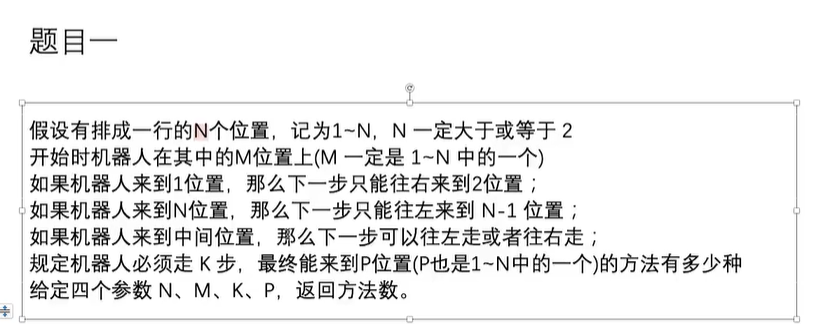 题目一
假设有排成一行的N个位置，记为1~N，N 一定大于或等于 2
开始时机器人在其中的M位置上(M 一定是 1~N 中的一个)
如果机器人来到1位置，那么下一步只能往右来到2位置；
如果机器人来到N位置，那么下一步只能往左来到 N-1 位置；
如果机器人来到中间位置，那么下一步可以往左走或者往右走；
规定机器人必须走 K 步，最终能来到P位置(P也是1~N中的一个)的方法有多少种
给定四个参数 N、M、K、P，返回方法数。